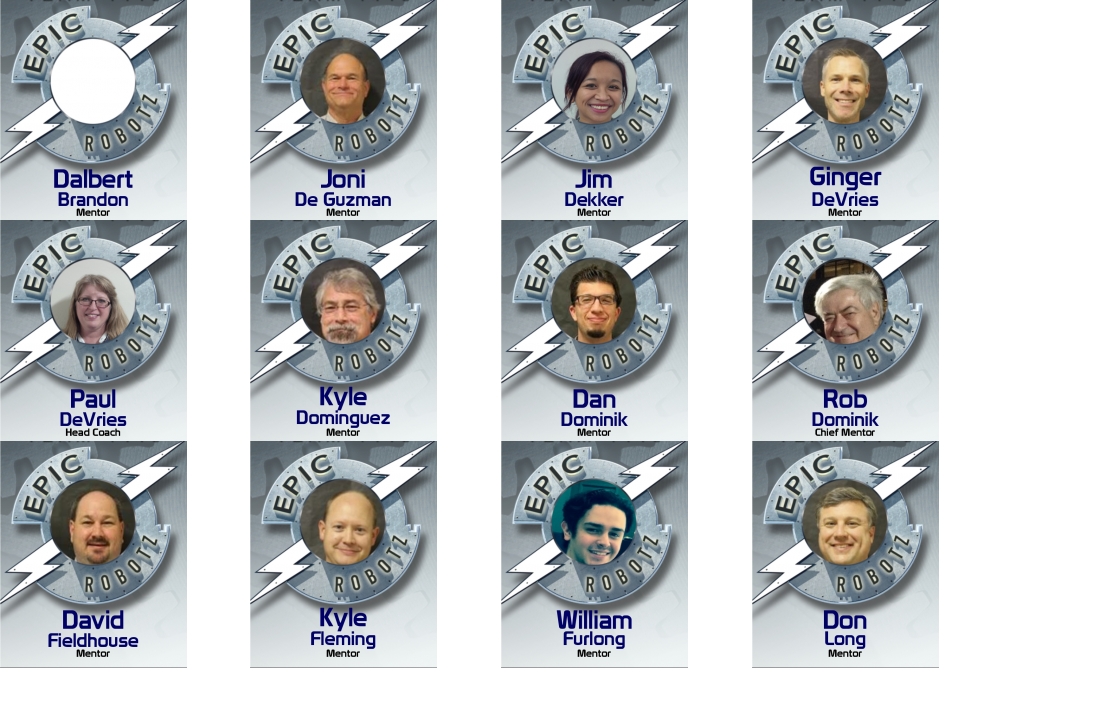 EPIC ROBOTZ
Dalbert
Brandon
Mentor
EPIC ROBOTZ
Joni
De Guzman
Mentor
EPIC ROBOTZ
Jim
Dekker
Mentor
EPIC ROBOTZ
Ginger
DeVries
Mentor
EPIC ROBOTZ
Paul
DeVries
Head Coach
EPIC ROBOTZ
Kyle
Dominguez
Mentor
EPIC ROBOTZ
Dan
Dominik
Mentor
EPIC ROBOTZ
Rob
Dominik
Chief Mentor
EPIC ROBOTZ
David
Fieldhouse
Mentor
EPIC ROBOTZ
Kyle
Fleming
Mentor
EPIC ROBOTZ
William
Furlong
Mentor
EPIC ROBOTZ
Don
Long
Mentor